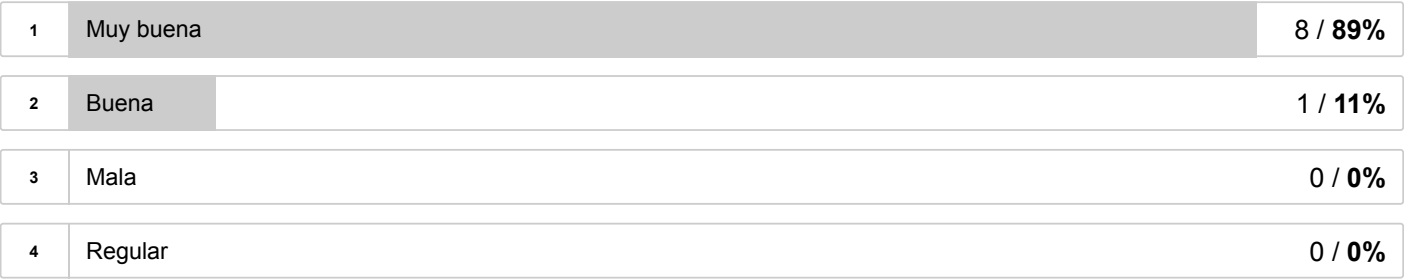 1 Muy buena 8 / 89%
2 Buena 1 / 11%
3 Mala 0 / 0%
4 Regular 0 / 0%